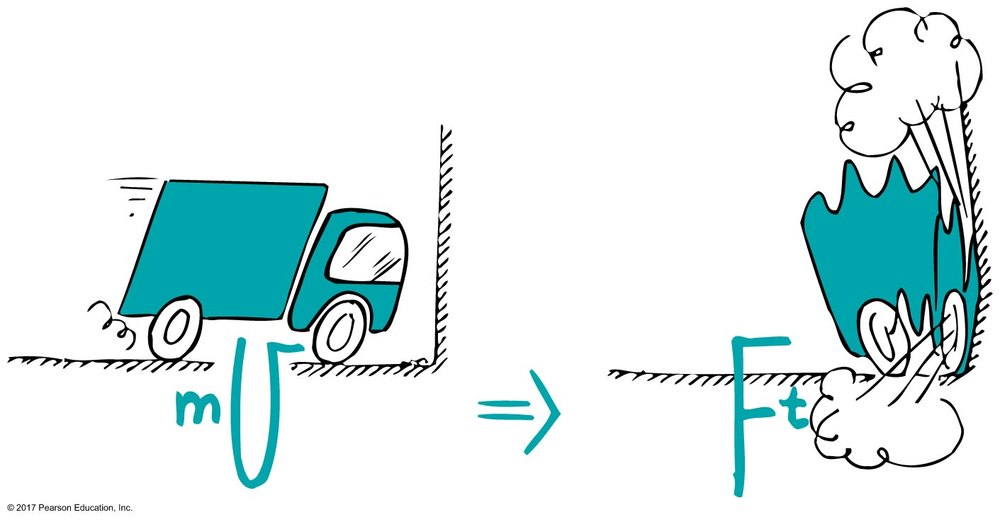 mv ⇒ Ft
© 2017 Pearson Education, Inc.